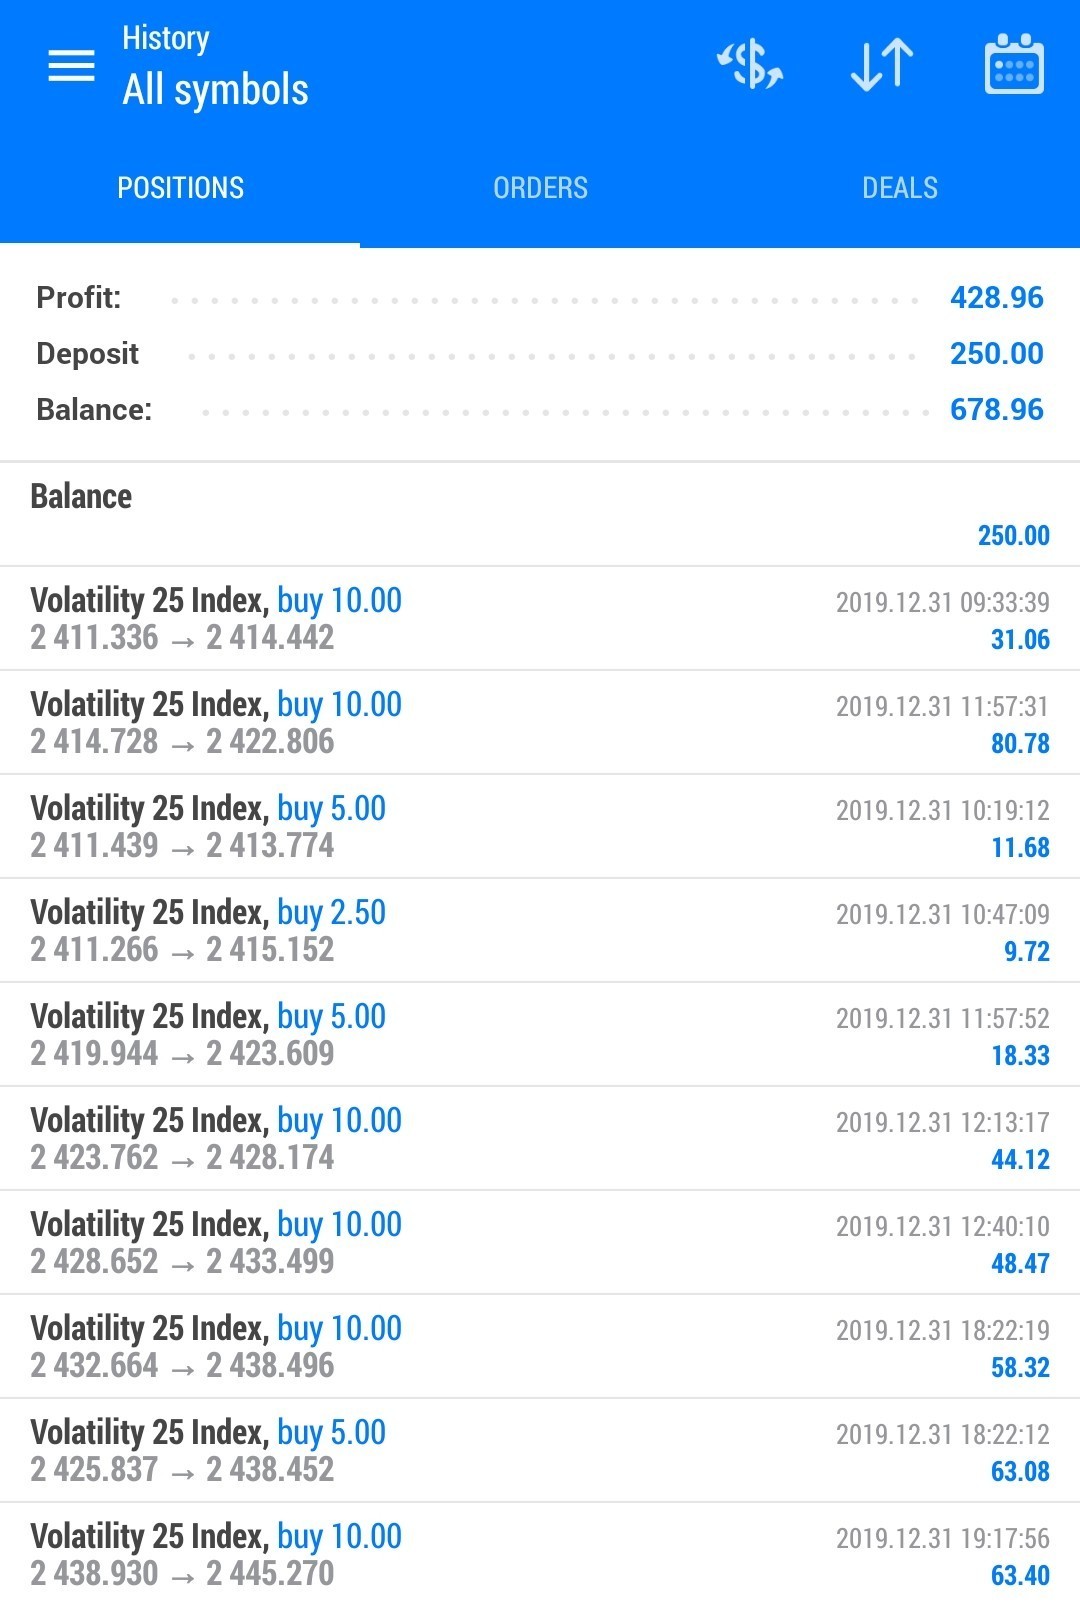 History
All symbols
POSITIONS ORDERS DEALS
Profit: 428.96
Deposit 250.00
Balance: 678.96
Balance
250.00
Volatility 25 Index, buy 10.00 2019.12.31 09:33:39
2 411.336 → 2 414.442 31.06
Volatility 25 Index, buy 10.00 2019.12.31 11:57:31
2 414.728 → 2 422.806 80.78
Volatility 25 Index, buy 5.00 2019.12.31 10:19:12
2 411.439 → 2 413.774 11.68
Volatility 25 Index, buy 2.50 2019.12.31 10:47:09
2 411.266 → 2 415.152 9.72
Volatility 25 Index, buy 5.00 2019.12.31 11:57:52
2 419.944 → 2 423.609 18.33
Volatility 25 Index, buy 10.00 2019.12.31 12:13:17
2 423.762 → 2 428.174 44.12
Volatility 25 Index, buy 10.00 2019.12.31 12:40:10
2 428.652 → 2 433.499 48.47
Volatility 25 Index, buy 10.00 2019.12.31 18:22:19
2 432.664 → 2 438.496 58.32
Volatility 25 Index, buy 5.00 2019.12.31 18:22:12
2 425.837 → 2 438.452 63.08
Volatility 25 Index, buy 10.00 2019.12.31 19:17:56
2 438.930 → 2 445.270 63.40